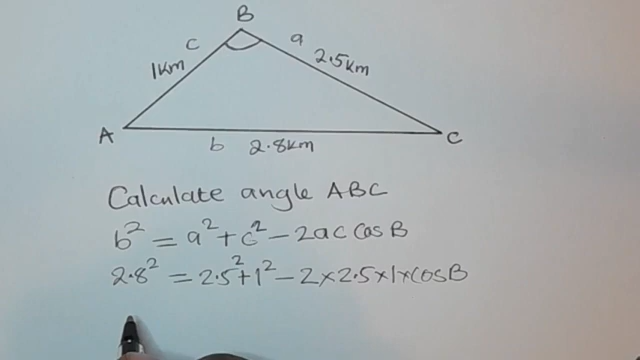 B
c a
1km 2.5km
A C
b 2.8km
Calculate angle ABC
b² = a² + c² - 2ac Cos B
2.8² = 2.5² + 1² - 2 × 2.5 × 1 × Cos B